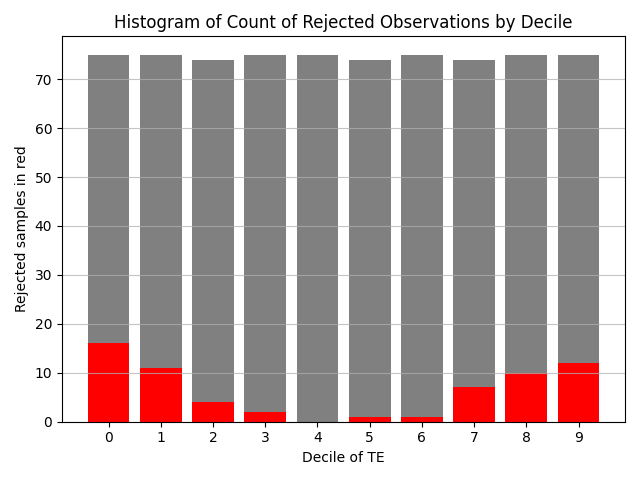 Histogram of Count of Rejected Observations by Decile
70
60
50
40
30
20
10
0
Rejected samples in red
0 1 2 3 4 5 6 7 8 9
Decile of TE